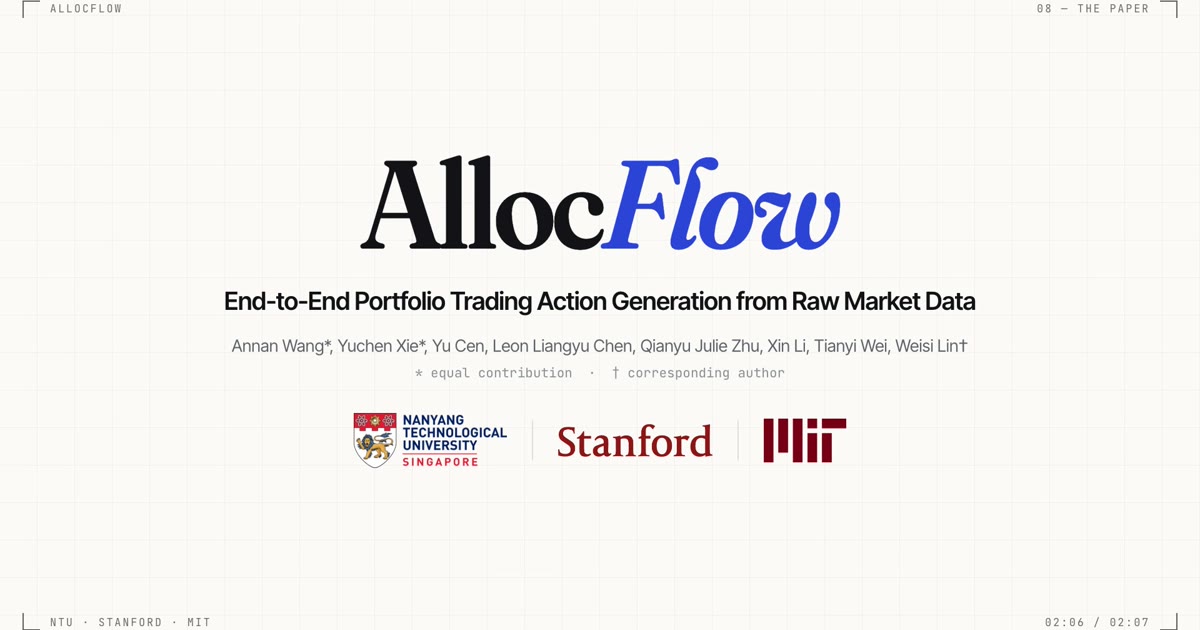 ALLOCFLOW
08 — THE PAPER
AllocFlow
End-to-End Portfolio Trading Action Generation from Raw Market Data
Annan Wang*, Yuchen Xie*, Yu Cen, Leon Liangyu Chen, Qianyu Julie Zhu, Xin Li, Tianyi Wei, Weisi Lin†
* equal contribution · † corresponding author
NANYANG
TECHNOLOGICAL
UNIVERSITY
SINGAPORE
Stanford
MIT
NTU · STANFORD · MIT
02:06 / 02:07